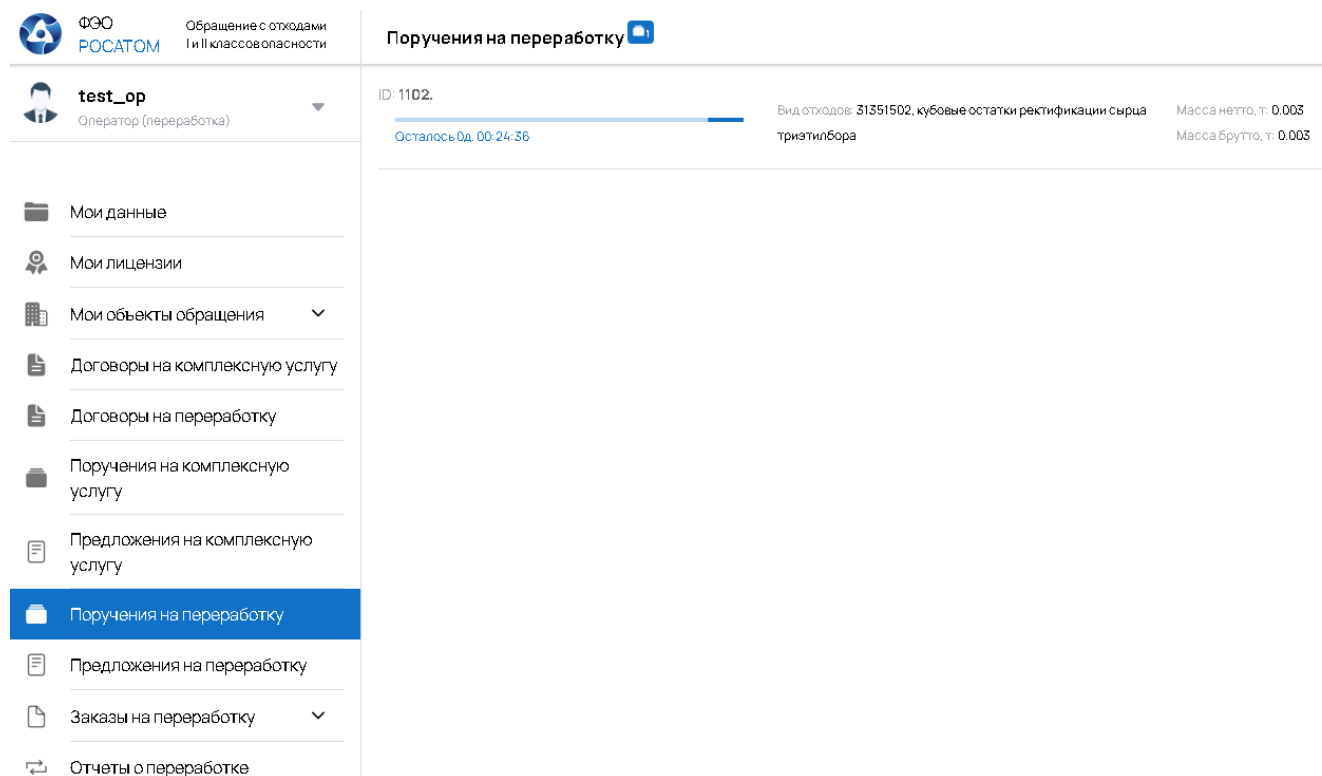 ФЭО
РОСАТОМ
Обращение с отходами
I и II классов опасности
Поручения на переработку 1
test_op
Оператор (переработка)
ID: 1102.
Осталось 0д. 00:24:36
Вид отходов: 31351502, кубовые остатки ректификации сырца
триэтилбора
Масса нетто, т: 0.003
Масса брутто, т: 0.003
Мои данные
Мои лицензии
Мои объекты обращения
Договоры на комплексную услугу
Договоры на переработку
Поручения на комплексную
услугу
Предложения на комплексную
услугу
Поручения на переработку
Предложения на переработку
Заказы на переработку
Отчеты о переработке